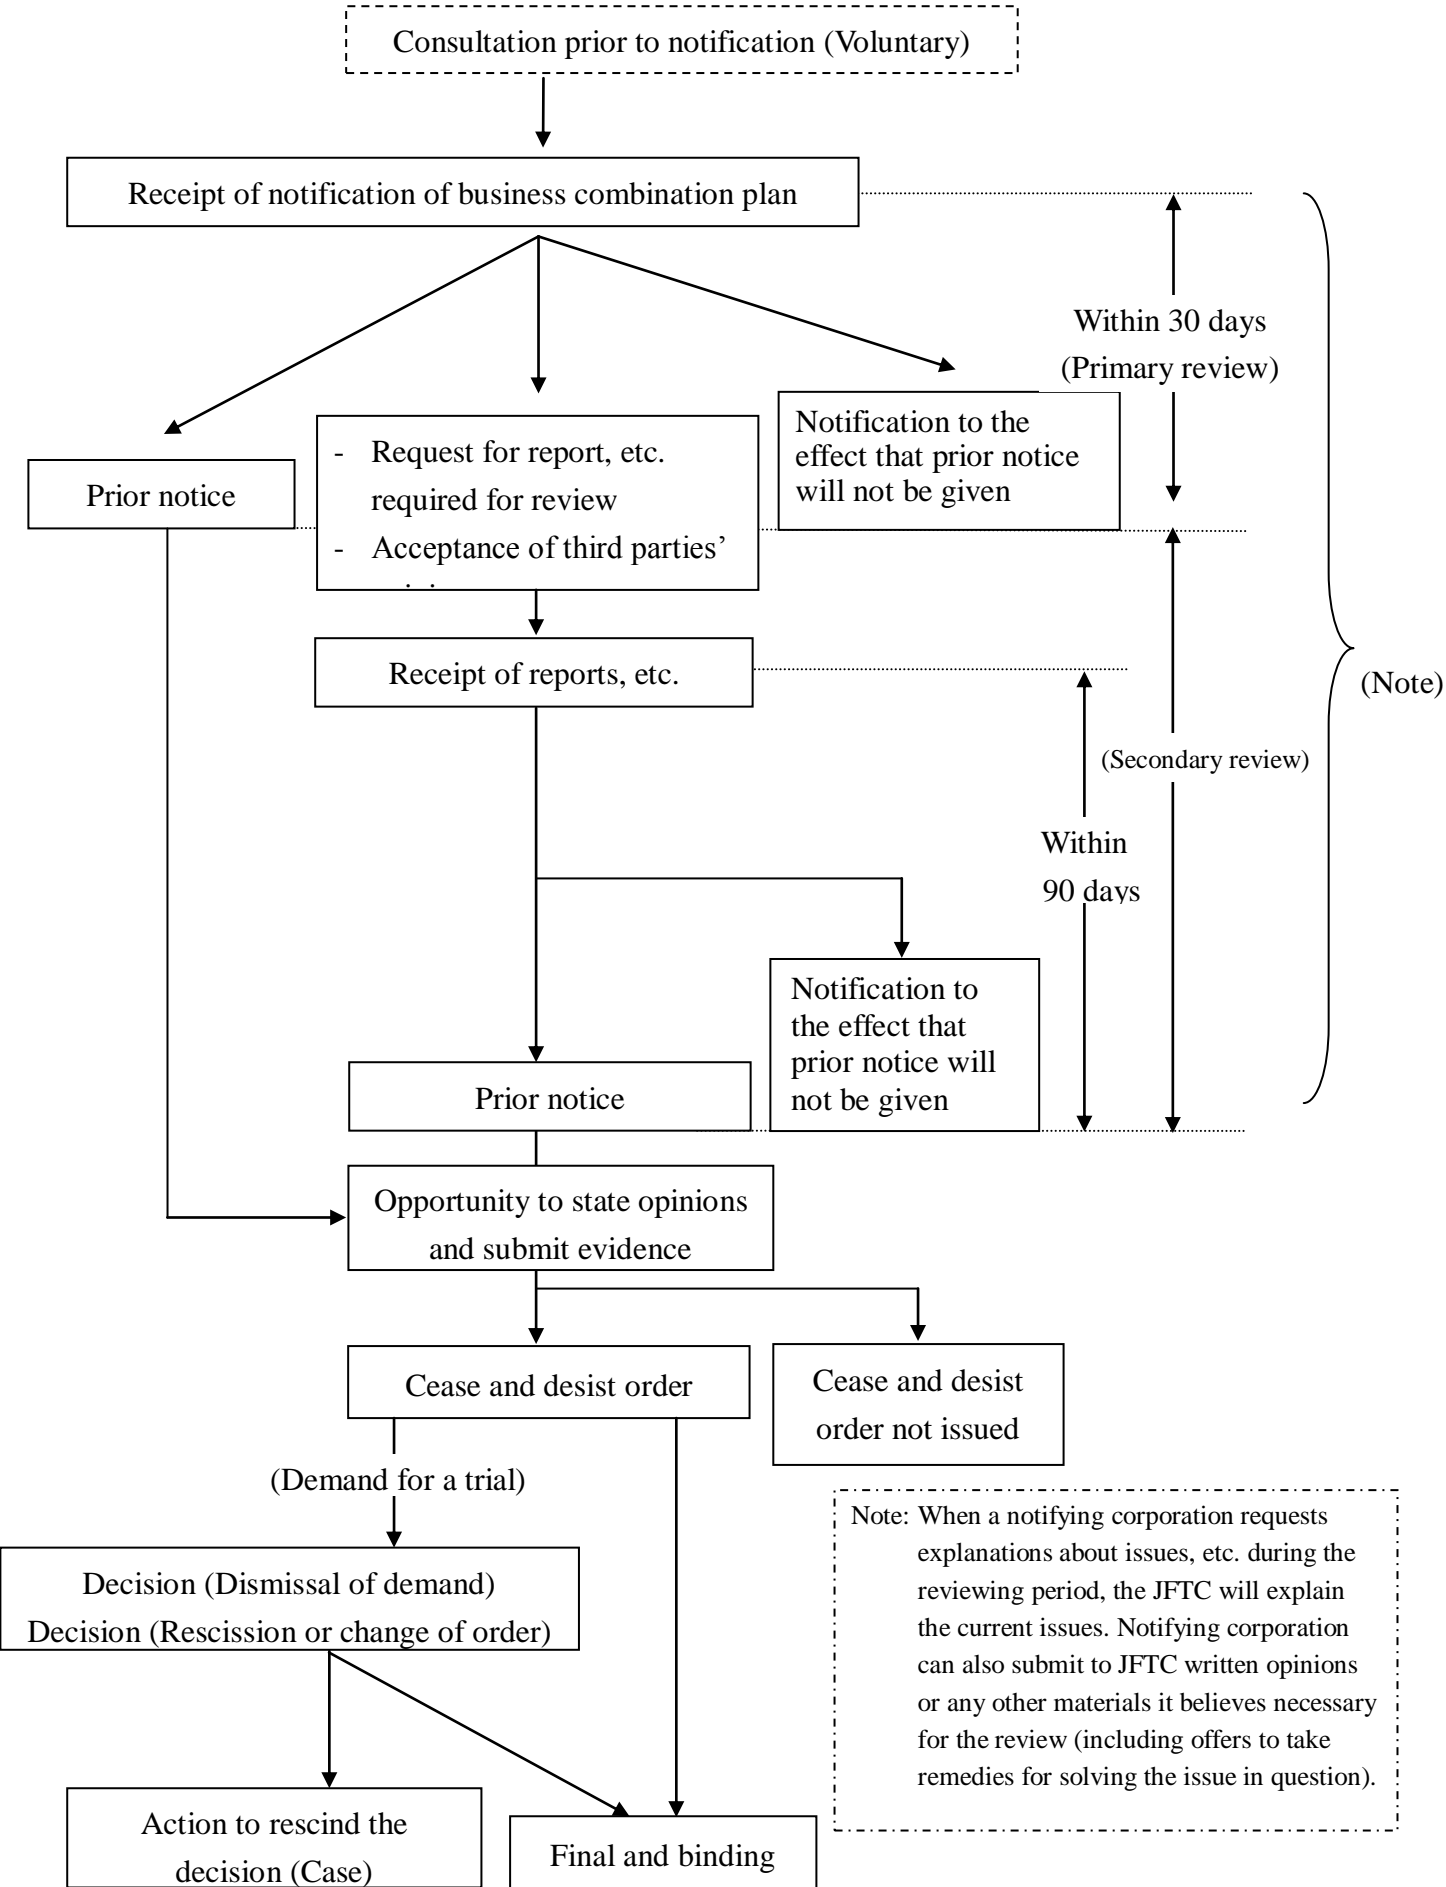 Consultation prior to notification (Voluntary)
Receipt of notification of business combination plan
Within 30 days
(Primary review)
Notification to the
effect that prior notice
will not be given
- Request for report, etc.
required for review
- Acceptance of third parties’
Prior notice
Receipt of reports, etc.
(Note)
(Secondary review)
Within
90 days
Notification to
the effect that
prior notice will
not be given
Prior notice
Opportunity to state opinions
and submit evidence
Cease and desist order
Cease and desist
order not issued
(Demand for a trial)
Decision (Dismissal of demand)
Decision (Rescission or change of order)
Note: When a notifying corporation requests
explanations about issues, etc. during the
reviewing period, the JFTC will explain
the current issues. Notifying corporation
can also submit to JFTC written opinions
or any other materials it believes necessary
for the review (including offers to take
remedies for solving the issue in question).
Action to rescind the
decision (Case)
Final and binding